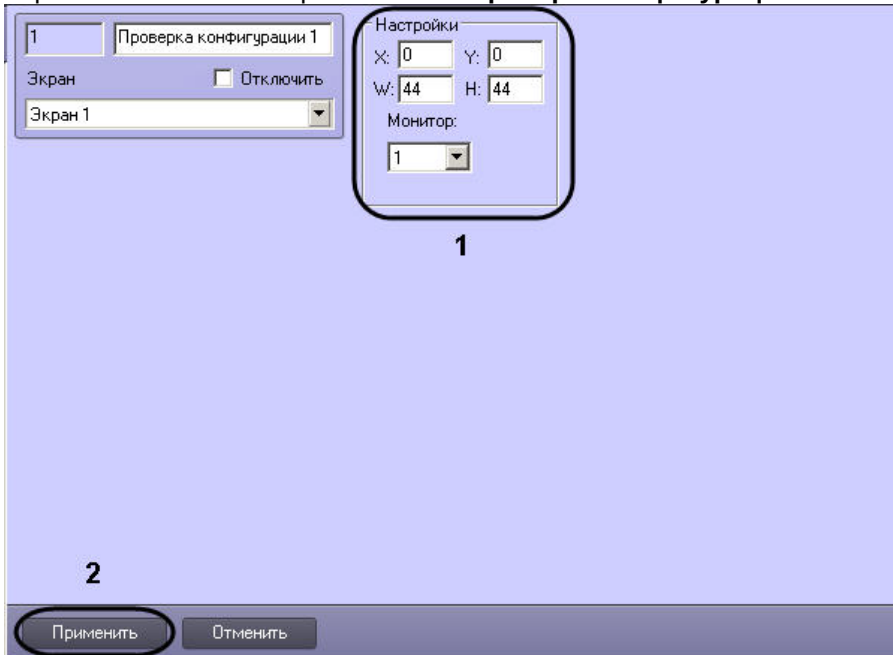 1 Проверка конфигурации 1
Экран Отключить
Экран 1
Настройки
X: 0 Y: 0
W: 44 H: 44
Монитор:
1
1
2
Применить Отменить